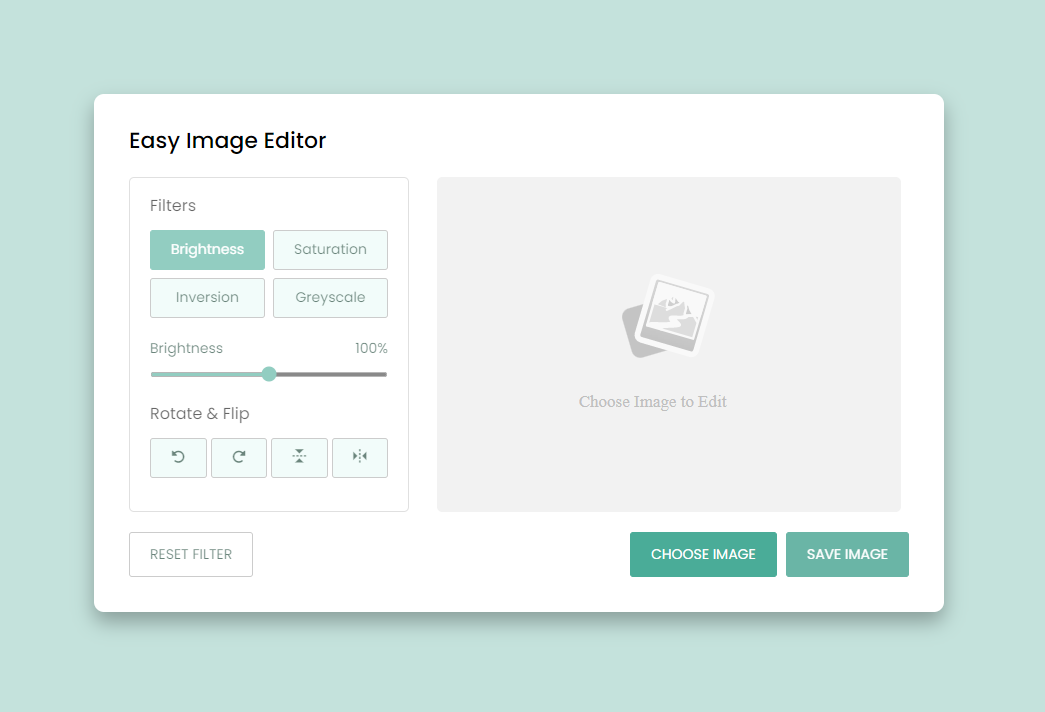 Easy Image Editor
Filters
Brightness
Saturation
Inversion
Greyscale
Brightness
100%
Rotate & Flip
Choose Image to Edit
RESET FILTER
CHOOSE IMAGE
SAVE IMAGE